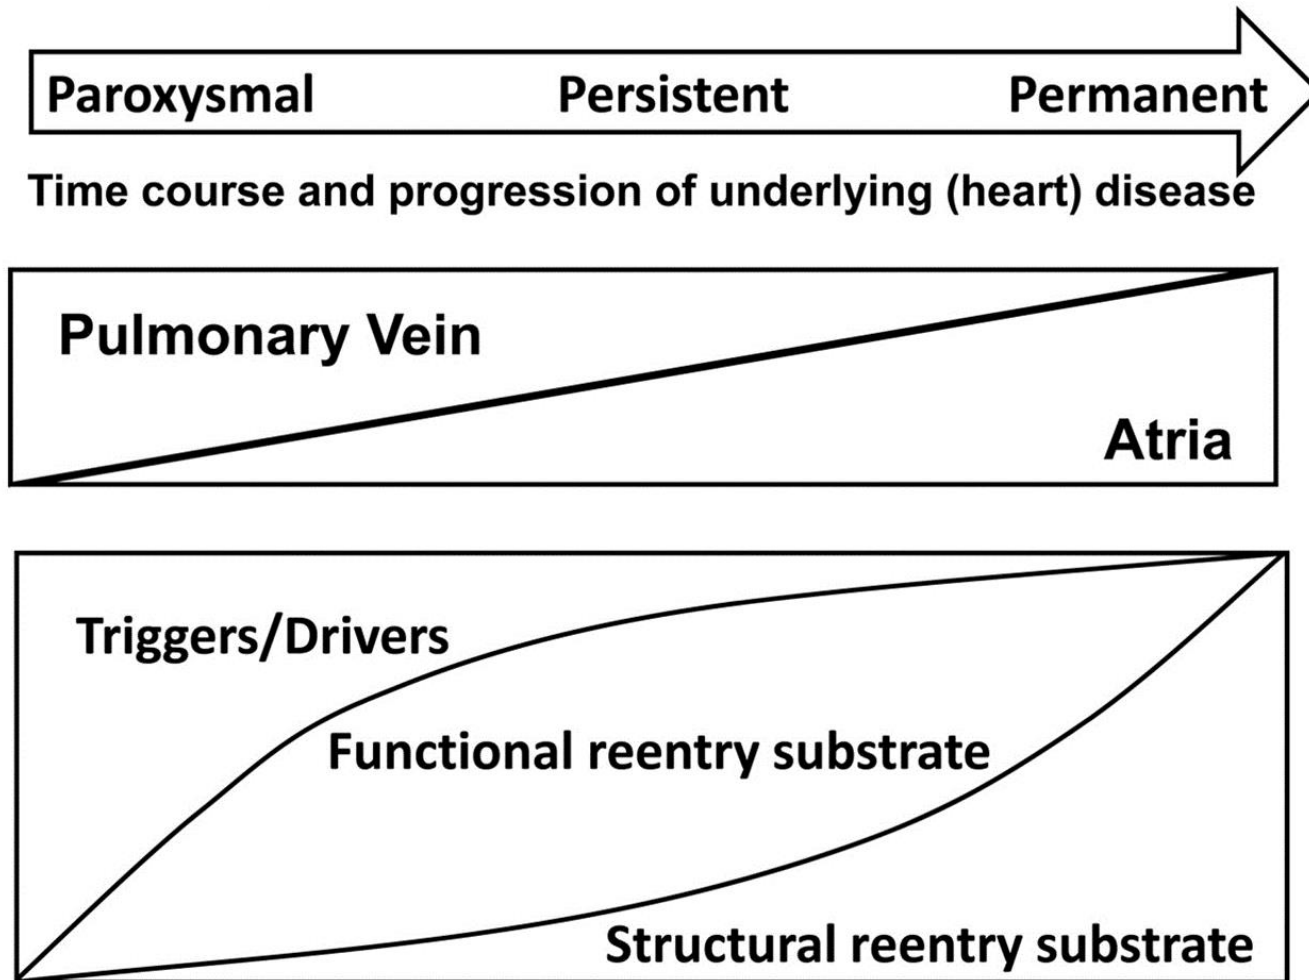 Paroxysmal Persistent Permanent
Time course and progression of underlying (heart) disease
Pulmonary Vein
Atria
Triggers/Drivers
Functional reentry substrate
Structural reentry substrate